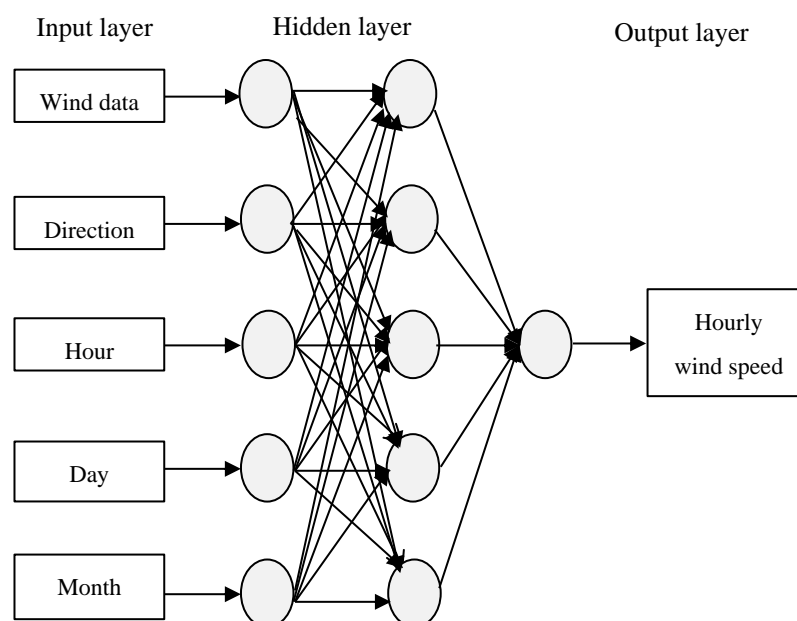 Input layer
Hidden layer
Output layer
Wind data
Direction
Hour
Day
Month
Hourly
wind speed